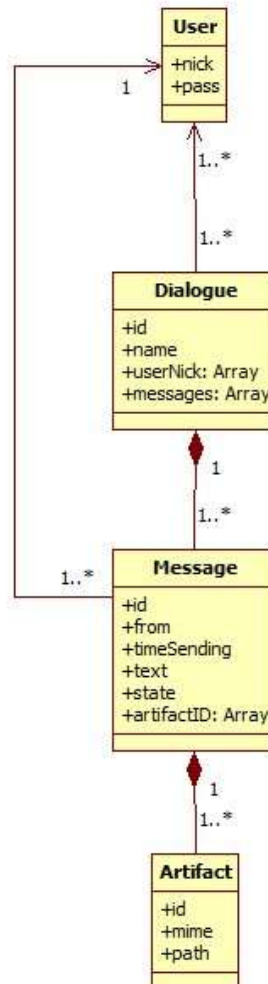 User
+nick
+pass
1
1..*
1..*
Dialogue
+id
+name
+userNick: Array
+messages: Array
1
1..*
Message
1..*
+id
+from
+timeSending
+text
+state
+artifactID: Array
1
1..*
Artifact
+id
+mime
+path